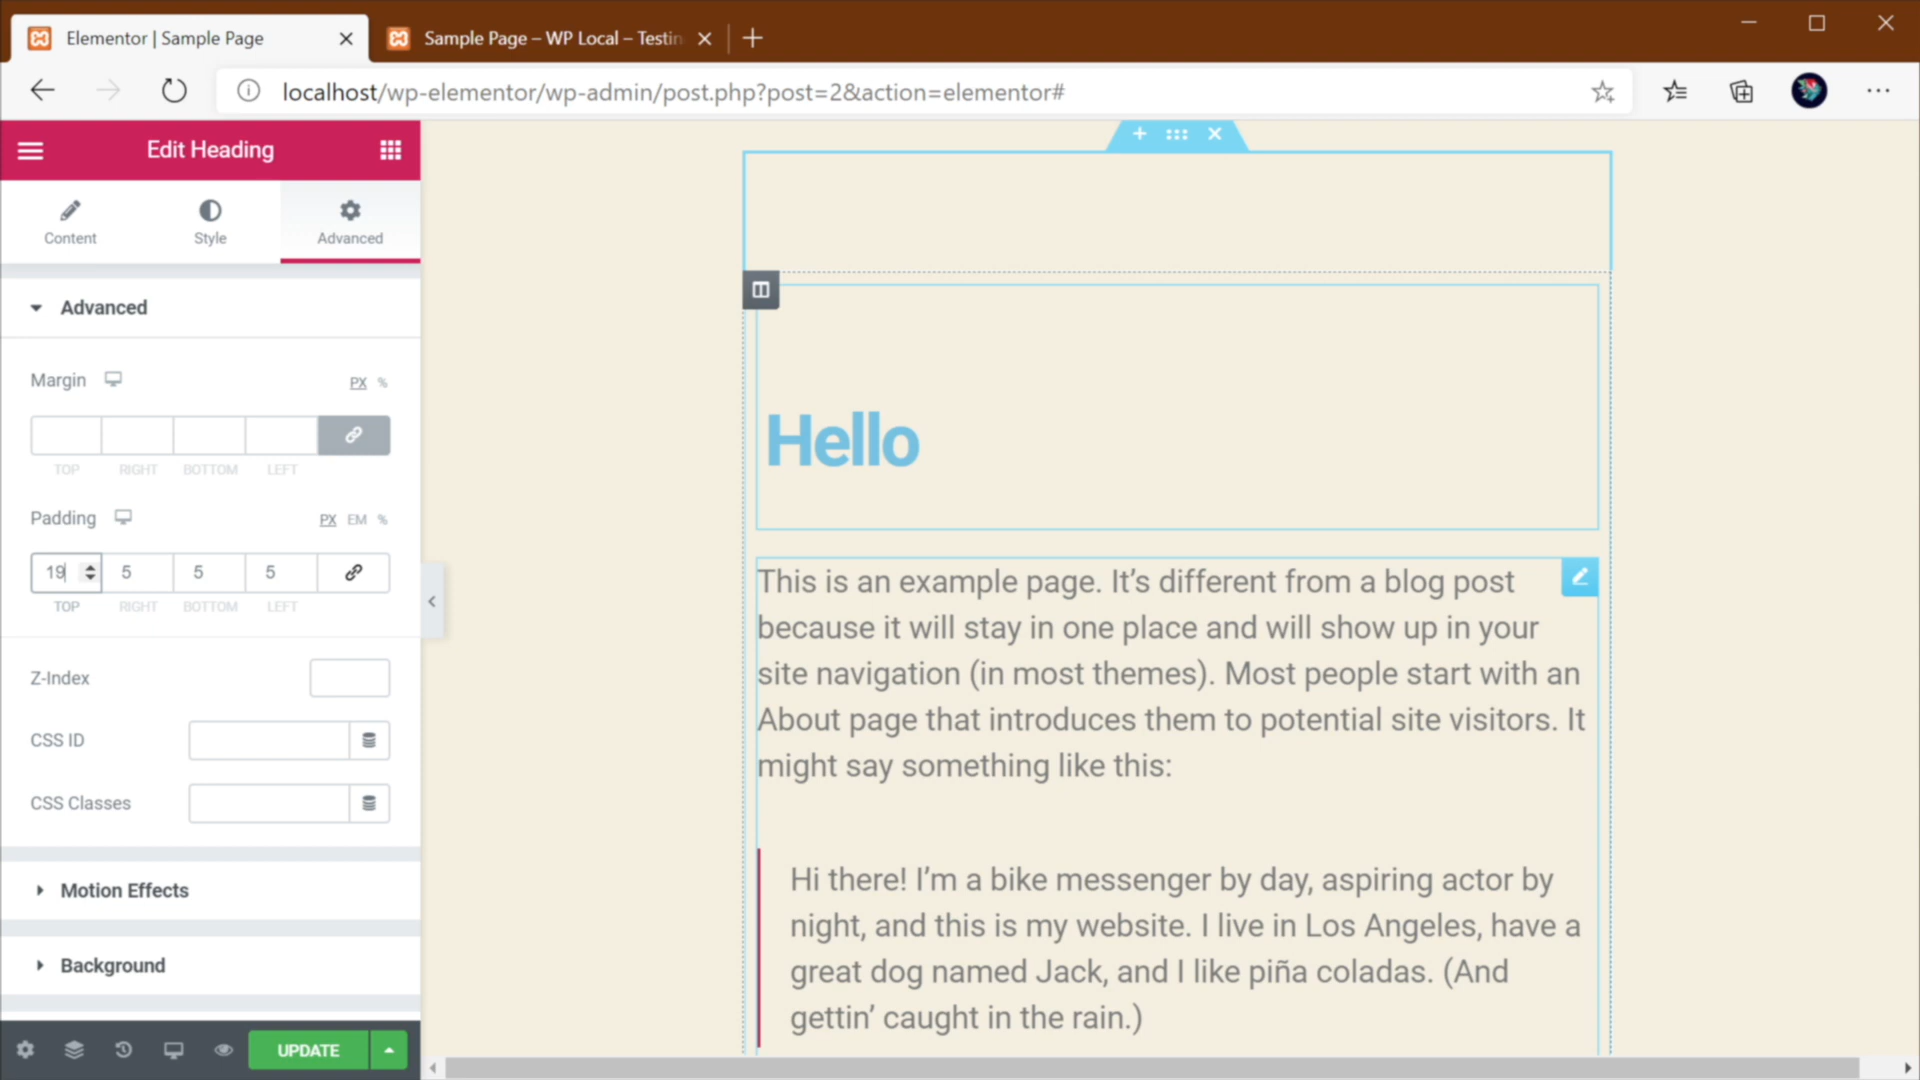 Elementor | Sample Page
Sample Page – WP Local – Testin
localhost/wp-elementor/wp-admin/post.php?post=2&action=elementor#
Edit Heading
Content
Style
Advanced
Advanced
Margin
PX %
TOP RIGHT BOTTOM LEFT
Padding
PX EM %
19 5 5 5
TOP RIGHT BOTTOM LEFT
Z-Index
CSS ID
CSS Classes
Motion Effects
Background
UPDATE
Hello
This is an example page. It’s different from a blog post
because it will stay in one place and will show up in your
site navigation (in most themes). Most people start with an
About page that introduces them to potential site visitors. It
might say something like this:
Hi there! I’m a bike messenger by day, aspiring actor by
night, and this is my website. I live in Los Angeles, have a
great dog named Jack, and I like piña coladas. (And
gettin’ caught in the rain.)